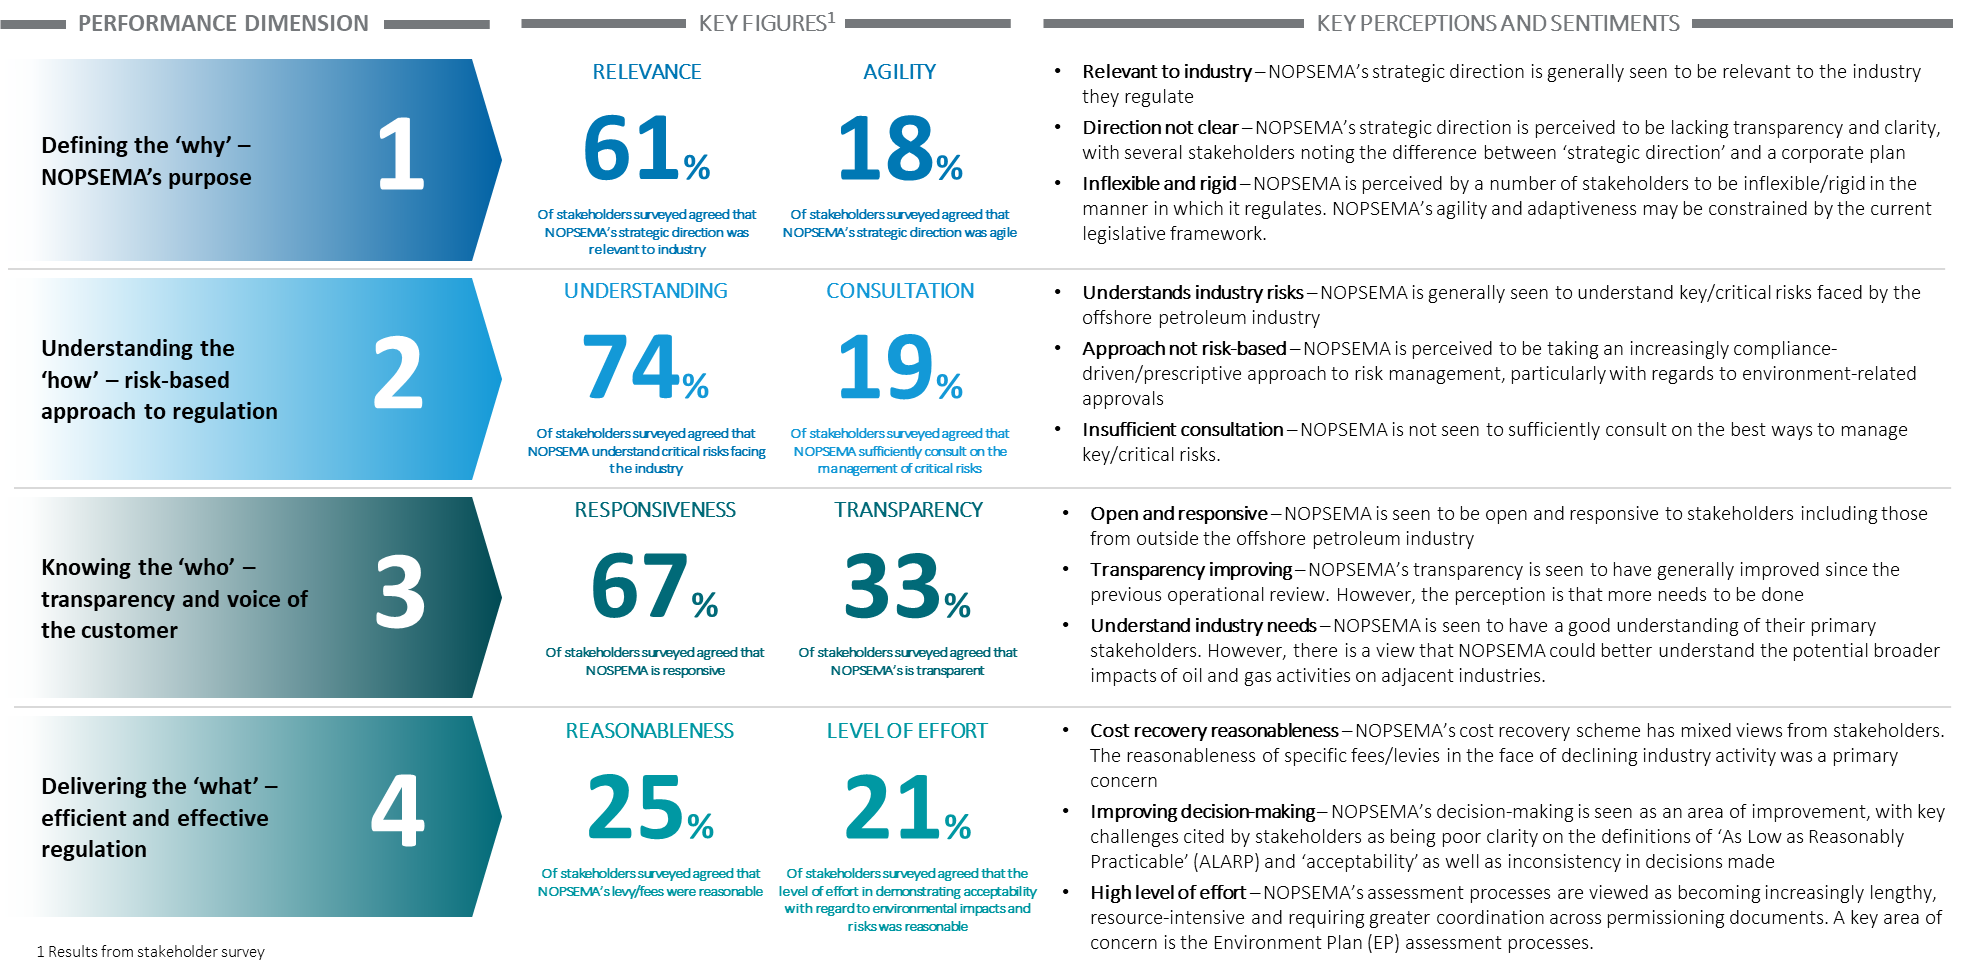 PERFORMANCE DIMENSION
KEY FIGURES1
KEY PERCEPTIONS AND SENTIMENTS
Defining the ‘why’ –
NOPSEMA’s purpose
1
RELEVANCE
61%
Of stakeholders surveyed agreed that
NOPSEMA’s strategic direction was
relevant to industry
AGILITY
18%
Of stakeholders surveyed agreed that
NOPSEMA’s strategic direction was agile
• Relevant to industry – NOPSEMA’s strategic direction is generally seen to be relevant to the industry
they regulate
• Direction not clear – NOPSEMA’s strategic direction is perceived to be lacking transparency and clarity,
with several stakeholders noting the difference between ‘strategic direction’ and a corporate plan
• Inflexible and rigid – NOPSEMA is perceived by a number of stakeholders to be inflexible/rigid in the
manner in which it regulates. NOPSEMA’s agility and adaptiveness may be constrained by the current
legislative framework.
Understanding the
‘how’ – risk-based
approach to regulation
2
UNDERSTANDING
74%
Of stakeholders surveyed agreed that
NOPSEMA understand critical risks facing
the industry
CONSULTATION
19%
Of stakeholders surveyed agreed that
NOPSEMA sufficiently consult on the
management of critical risks
• Understands industry risks – NOPSEMA is generally seen to understand key/critical risks faced by the
offshore petroleum industry
• Approach not risk-based – NOPSEMA is perceived to be taking an increasingly compliance-
driven/prescriptive approach to risk management, particularly with regards to environment-related
approvals
• Insufficient consultation – NOPSEMA is not seen to sufficiently consult on the best ways to manage
key/critical risks.
Knowing the ‘who’ –
transparency and voice of
the customer
3
RESPONSIVENESS
67%
Of stakeholders surveyed agreed that
NOSPEMA is responsive
TRANSPARENCY
33%
Of stakeholders surveyed agreed that
NOPSEMA’s is transparent
• Open and responsive – NOPSEMA is seen to be open and responsive to stakeholders including those
from outside the offshore petroleum industry
• Transparency improving – NOPSEMA’s transparency is seen to have generally improved since the
previous operational review. However, the perception is that more needs to be done
• Understand industry needs – NOPSEMA is seen to have a good understanding of their primary
stakeholders. However, there is a view that NOPSEMA could better understand the potential broader
impacts of oil and gas activities on adjacent industries.
Delivering the ‘what’ –
efficient and effective
regulation
4
REASONABLENESS
25%
Of stakeholders surveyed agreed that
NOPSEMA’s levy/fees were reasonable
LEVEL OF EFFORT
21%
Of stakeholders surveyed agreed that the
level of effort in demonstrating acceptability
with regard to environmental impacts and
risks was reasonable
• Cost recovery reasonableness – NOPSEMA’s cost recovery scheme has mixed views from stakeholders.
The reasonableness of specific fees/levies in the face of declining industry activity was a primary
concern
• Improving decision-making – NOPSEMA’s decision-making is seen as an area of improvement, with key
challenges cited by stakeholders as being poor clarity on the definitions of ‘As Low as Reasonably
Practicable’ (ALARP) and ‘acceptability’ as well as inconsistency in decisions made
• High level of effort – NOPSEMA’s assessment processes are viewed as becoming increasingly lengthy,
resource-intensive and requiring greater coordination across permissioning documents. A key area of
concern is the Environment Plan (EP) assessment processes.
1 Results from stakeholder survey